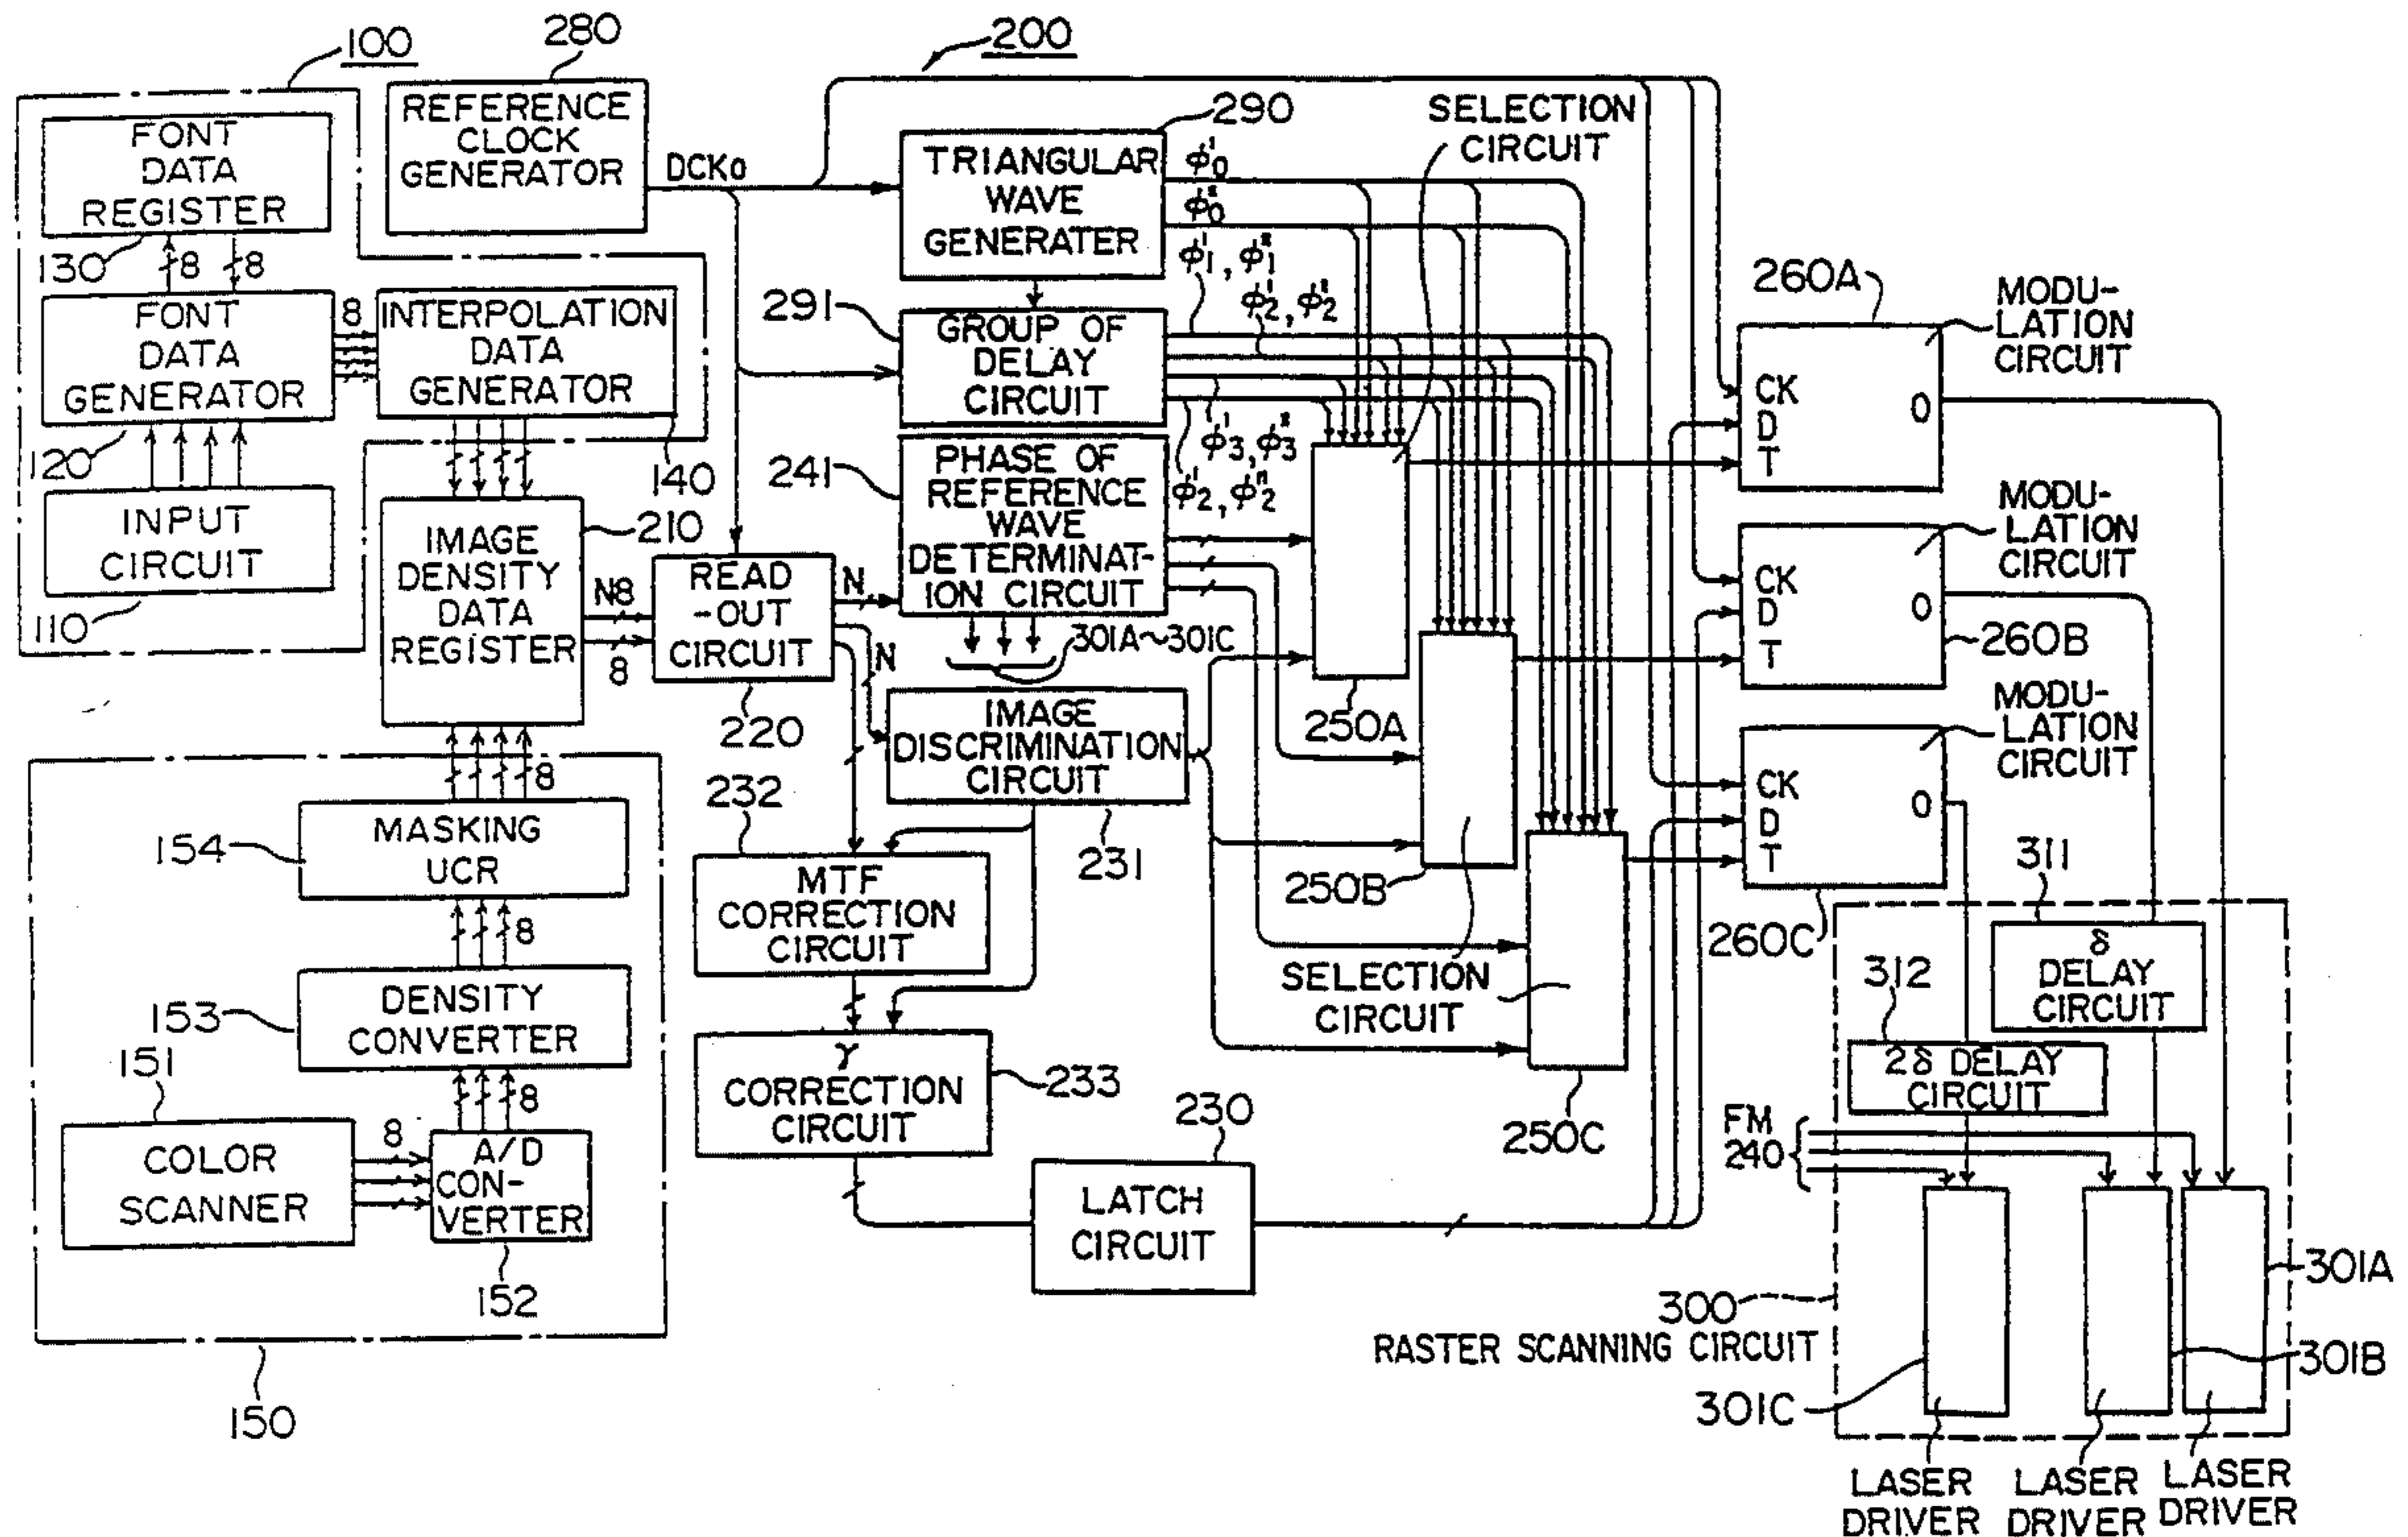 100
280
200
FONT
DATA
REGISTER
130
8
8
REFERENCE
CLOCK
GENERATOR
DCKo
290
TRIANGULAR
WAVE
GENERATER
SELECTION
CIRCUIT
FONT
DATA
GENERATOR
120
8
INTERPOLATION
DATA
GENERATOR
140
291
GROUP OF
DELAY
CIRCUIT
INPUT
CIRCUIT
110
241
PHASE OF
REFERENCE
WAVE
DETERMINAT-
ION CIRCUIT
301A~301C
IMAGE
DENSITY
DATA
REGISTER
210
N8
8
READ
-OUT
CIRCUIT
220
N
N
IMAGE
DISCRIMINATION
CIRCUIT
231
250A
250B
250C
SELECTION
CIRCUIT
260A
MODU-
LATION
CIRCUIT
CK
D
T
O
MODU-
LATION
CIRCUIT
CK
D
T
O
260B
MODU-
LATION
CIRCUIT
CK
D
T
O
260C
8
154
MASKING
UCR
8
153
DENSITY
CONVERTER
8
151
COLOR
SCANNER
8
A/D
CON-
VERTER
152
150
232
MTF
CORRECTION
CIRCUIT
γ
CORRECTION
CIRCUIT
233
230
LATCH
CIRCUIT
311
δ
DELAY
CIRCUIT
312
2δ DELAY
CIRCUIT
FM
240
300
RASTER SCANNING CIRCUIT
301A
301B
301C
LASER
DRIVER
LASER
DRIVER
LASER
DRIVER